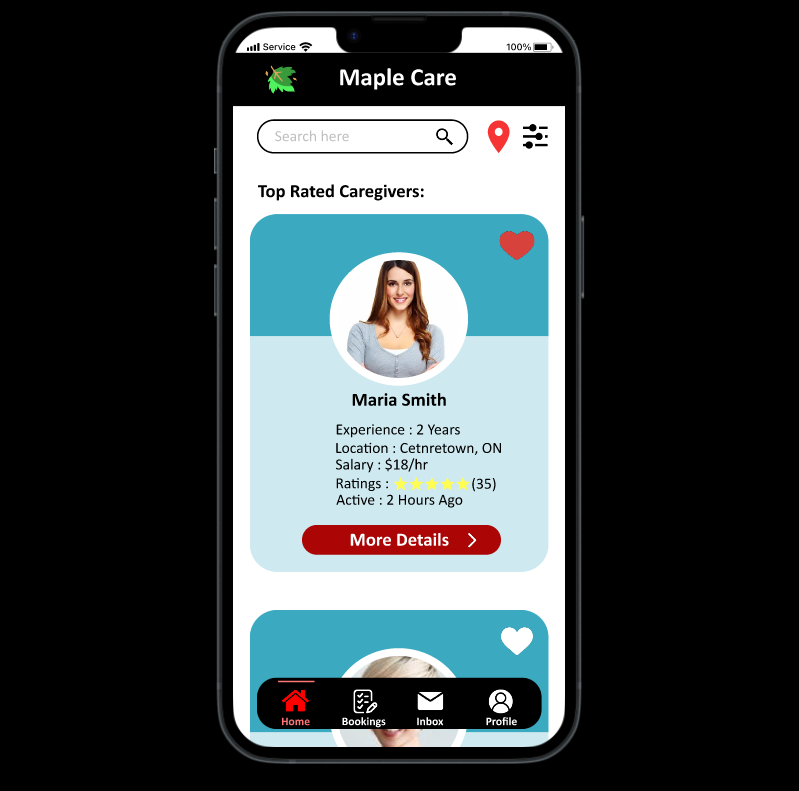 Service 100%
Maple Care
Search here
Top Rated Caregivers:
Maria Smith
Experience : 2 Years
Location : Cetnretown, ON
Salary : $18/hr
Ratings : ★★★★★(35)
Active : 2 Hours Ago
More Details
Home Bookings Inbox Profile